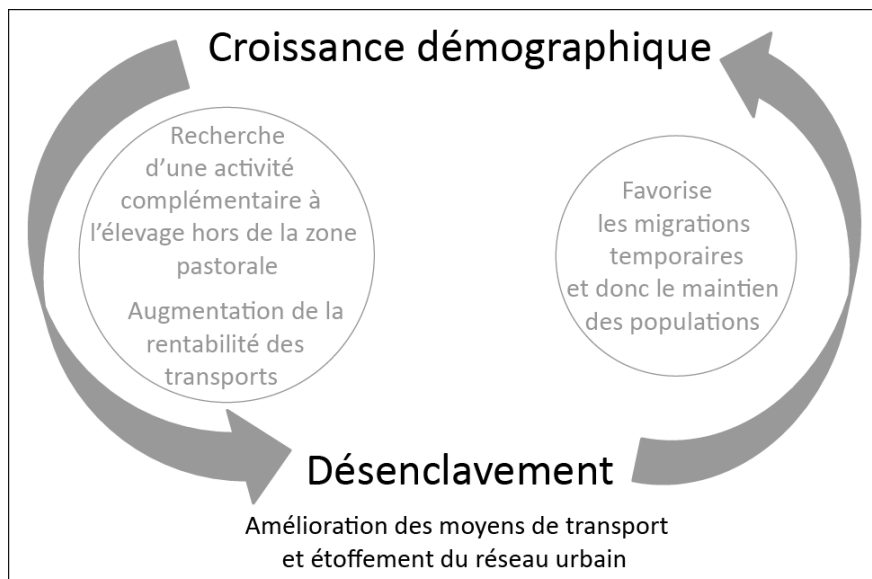 Croissance démographique
Recherche
d'une activité
complémentaire à
l'élevage hors de la zone
pastorale
Augmentation de la
rentabilité des
transports
Favorise
les migrations
temporaires
et donc le maintien
des populations
Désenclavement
Amélioration des moyens de transport
et étoffement du réseau urbain